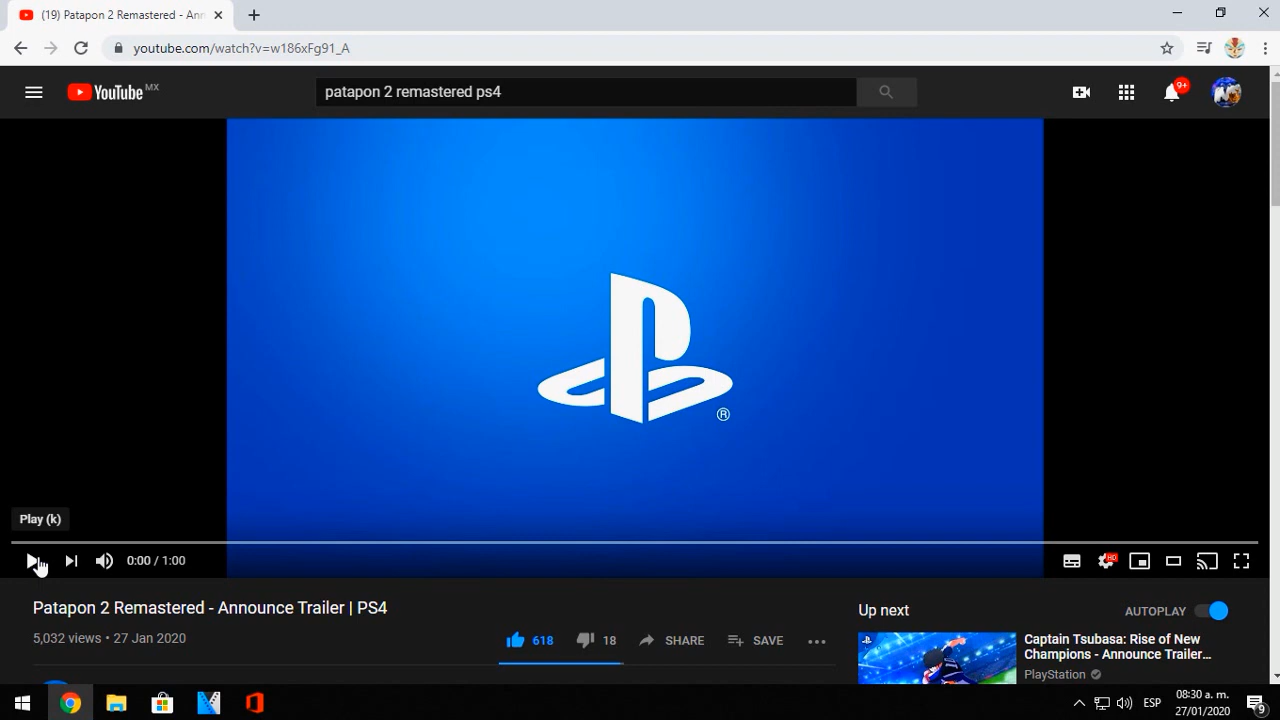 (19) Patapon 2 Remastered - Ann
youtube.com/watch?v=w186xFg91_A
YouTube MX
patapon 2 remastered ps4
9+
®
Play (k)
0:00 / 1:00
HD
Patapon 2 Remastered - Announce Trailer | PS4
5,032 views • 27 Jan 2020
618
18
SHARE
SAVE
Up next
AUTOPLAY
Captain Tsubasa: Rise of New
Champions - Announce Trailer...
PlayStation
ESP
08:30 a. m.
27/01/2020
9